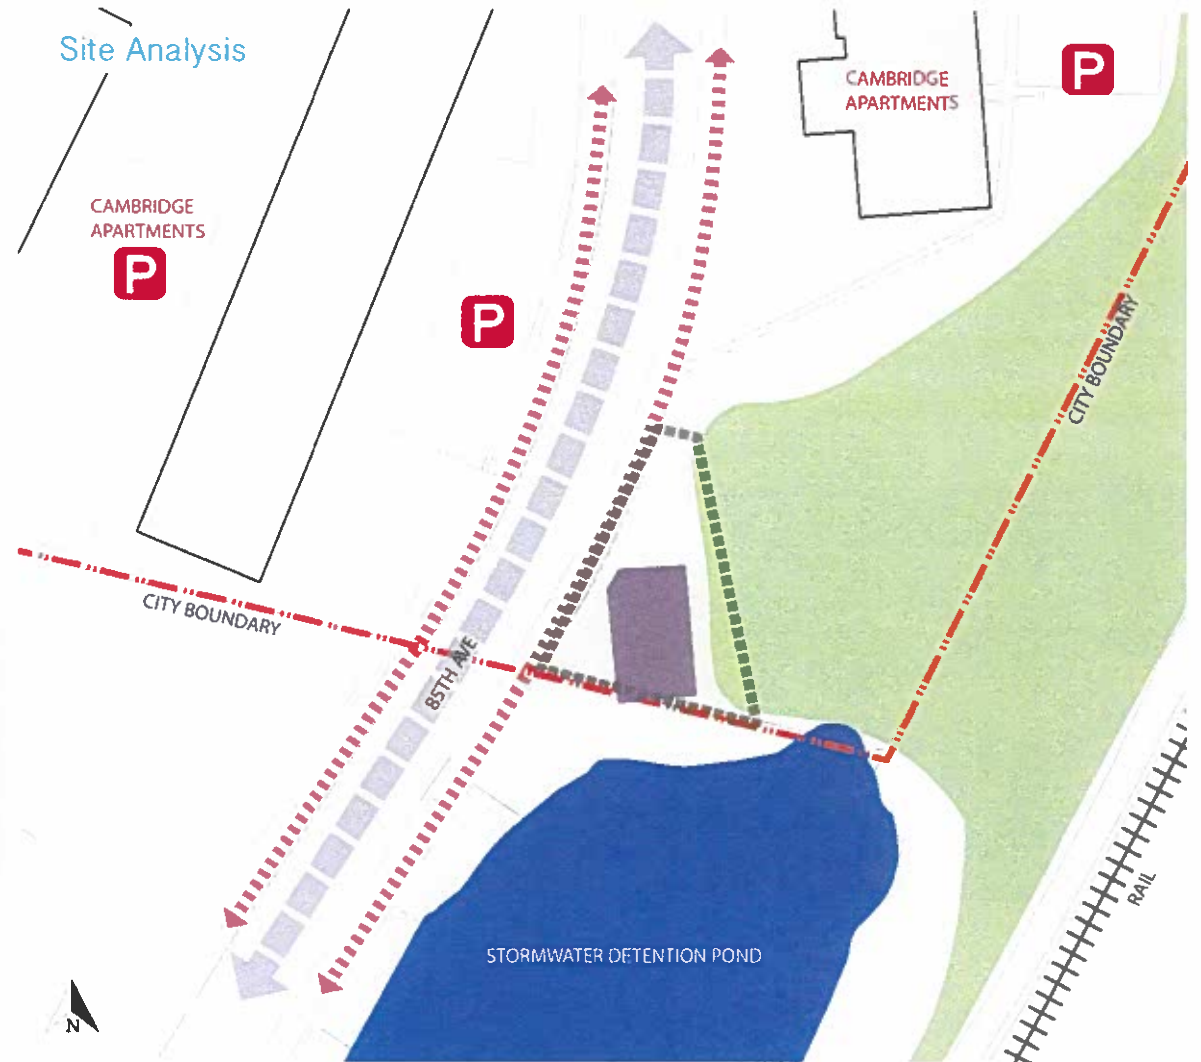 Site Analysis
CAMBRIDGE
APARTMENTS
P
CAMBRIDGE
APARTMENTS
P
P
CITY BOUNDARY
CITY BOUNDARY
85TH AVE
STORMWATER DETENTION POND
RAIL
N